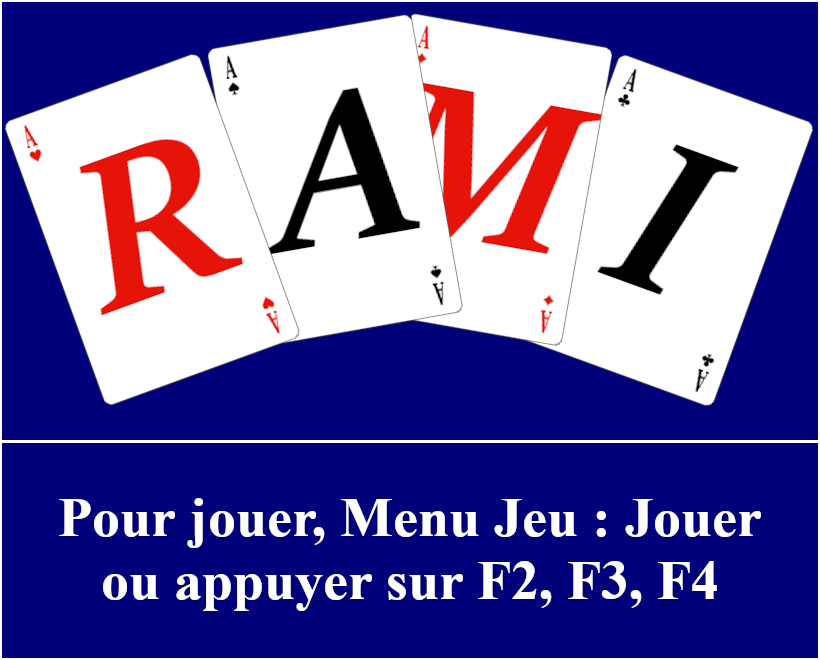 A A A A
R A M I
A A A A
Pour jouer, Menu Jeu : Jouer
ou appuyer sur F2, F3, F4